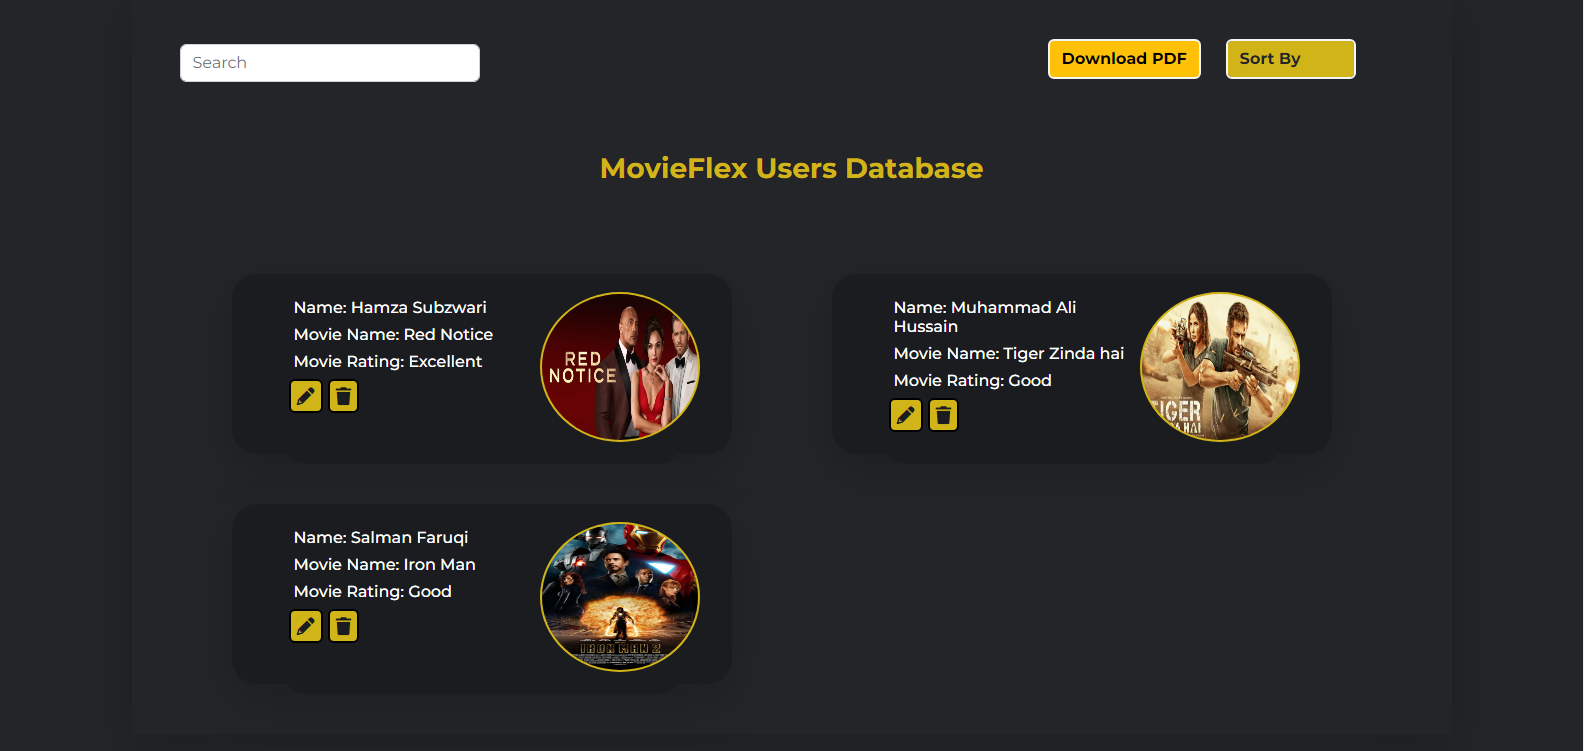 Search
Download PDF
Sort By
MovieFlex Users Database
Name: Hamza Subzwari
Movie Name: Red Notice
Movie Rating: Excellent
RED
NOTICE
Name: Muhammad Ali
Hussain
Movie Name: Tiger Zinda hai
Movie Rating: Good
TIGER
HAI
Name: Salman Faruqi
Movie Name: Iron Man
Movie Rating: Good
IRON MAN 2